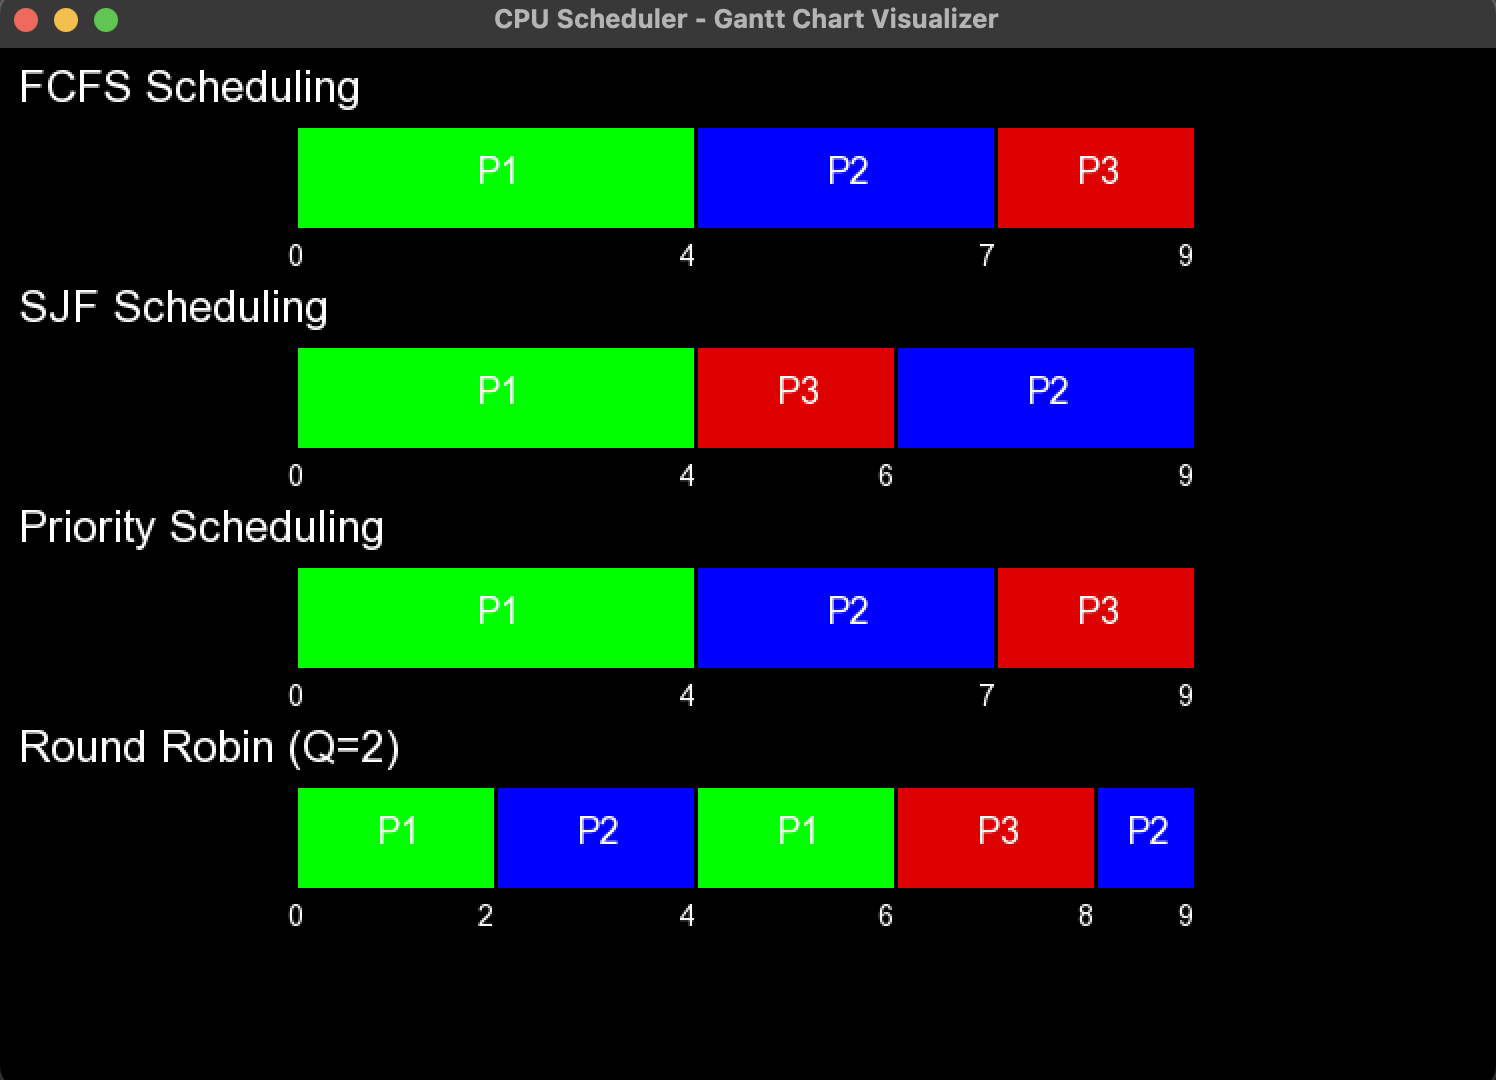 CPU Scheduler - Gantt Chart Visualizer
FCFS Scheduling
P1 P2 P3
0 4 7 9
SJF Scheduling
P1 P3 P2
0 4 6 9
Priority Scheduling
P1 P2 P3
0 4 7 9
Round Robin (Q=2)
P1 P2 P1 P3 P2
0 2 4 6 8 9